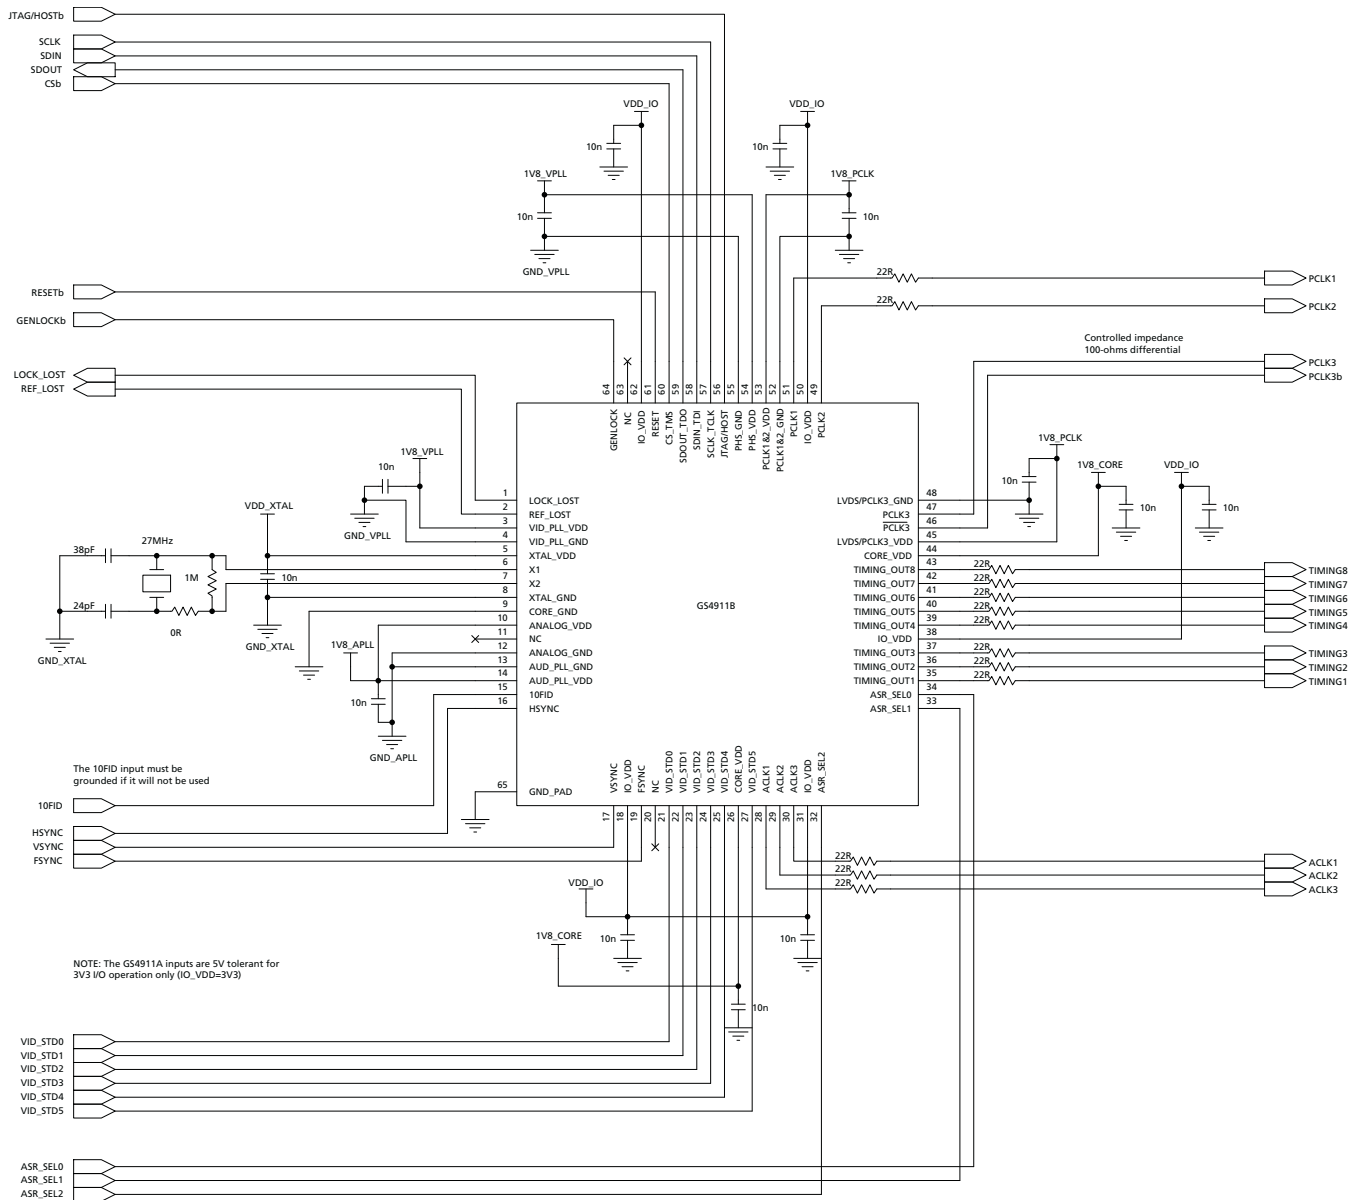 JTAG/HOSTb
SCLK
SDIN
SDOUT
CSb
VDD_IO
VDD_IO
10n
10n
1V8_VPLL
1V8_PCLK
10n
10n
GND_VPLL
22R
PCLK1
RESETb
22R
PCLK2
GENLOCKb
Controlled impedance
100-ohms differential
PCLK3
LOCK_LOST
PCLK3b
REF_LOST
64
63
62
61
60
59
58
57
56
55
54
53
52
51
50
49
GENLOCK
NC
IO_VDD
RESET
CS_TMS
SDOUT_TDO
SDIN_TDI
SCLK_TCLK
JTAG/HOST
PHS_GND
PHS_VDD
PCLK1&2_VDD
PCLK1&2_GND
PCLK1
IO_VDD
PCLK2
1V8_VPLL
10n
GND_VPLL
1V8_PCLK
10n
1V8_CORE
10n
VDD_IO
10n
VDD_XTAL
27MHz
38pF
1M
10n
24pF
0R
GND_XTAL
GND_XTAL
1V8_APLL
10n
GND_APLL
1 LOCK_LOST
2 REF_LOST
3 VID_PLL_VDD
4 VID_PLL_GND
5 XTAL_VDD
6 X1
7 X2
8 XTAL_GND
9 CORE_GND
10 ANALOG_VDD
11 NC
12 ANALOG_GND
13 AUD_PLL_GND
14 AUD_PLL_VDD
15 10FID
16 HSYNC
65 GND_PAD
GS4911B
LVDS/PCLK3_GND 48
PCLK3 47
PCLK3 46
LVDS/PCLK3_VDD 45
CORE_VDD 44
TIMING_OUT8 43 22R TIMING8
TIMING_OUT7 42 22R TIMING7
TIMING_OUT6 41 22R TIMING6
TIMING_OUT5 40 22R TIMING5
TIMING_OUT4 39 22R TIMING4
IO_VDD 38
TIMING_OUT3 37 22R TIMING3
TIMING_OUT2 36 22R TIMING2
TIMING_OUT1 35 22R TIMING1
ASR_SEL0 34
ASR_SEL1 33
The 10FID input must be
grounded if it will not be used
10FID
HSYNC
VSYNC
FSYNC
VSYNC
IO_VDD
FSYNC
NC
VID_STD0
VID_STD1
VID_STD2
VID_STD3
VID_STD4
CORE_VDD
VID_STD5
ACLK1
ACLK2
ACLK3
IO_VDD
ASR_SEL2
17
18
19
20
21
22
23
24
25
26
27
28
29
30
31
32
22R ACLK1
22R ACLK2
22R ACLK3
VDD_IO
10n
10n
1V8_CORE
10n
NOTE: The GS4911A inputs are 5V tolerant for
3V3 I/O operation only (IO_VDD=3V3)
VID_STD0
VID_STD1
VID_STD2
VID_STD3
VID_STD4
VID_STD5
ASR_SEL0
ASR_SEL1
ASR_SEL2